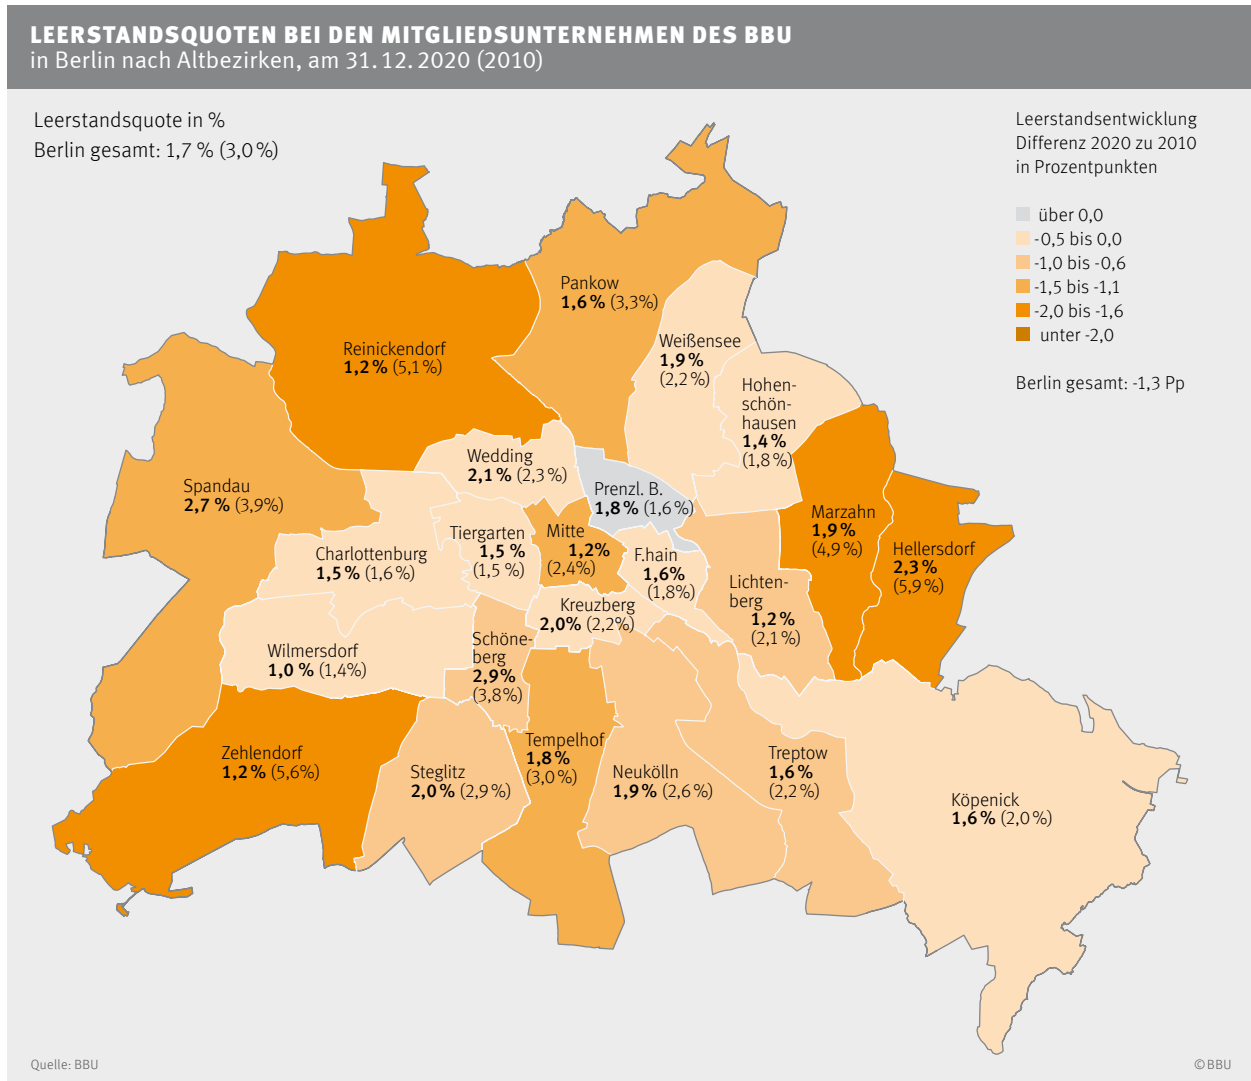 LEERSTANDSQUOTEN BEI DEN MITGLIEDSUNTERNEHMEN DES BBU
in Berlin nach Altbezirken, am 31.12.2020 (2010)
Leerstandsquote in %
Berlin gesamt: 1,7 % (3,0 %)
Leerstandsentwicklung
Differenz 2020 zu 2010
in Prozentpunkten
über 0,0
-0,5 bis 0,0
-1,0 bis -0,6
-1,5 bis -1,1
-2,0 bis -1,6
unter -2,0
Berlin gesamt: -1,3 Pp
Pankow
1,6 % (3,3%)
Reinickendorf
1,2 % (5,1 %)
Weißensee
1,9 %
(2,2 %)
Hohen-
schön-
hausen
1,4 %
(1,8 %)
Wedding
2,1 % (2,3 %)
Spandau
2,7 % (3,9%)
Prenzl. B.
1,8 % (1,6 %)
Marzahn
1,9 %
(4,9 %)
Hellersdorf
2,3 %
(5,9 %)
Tiergarten
1,5 %
(1,5 %)
Mitte
1,2%
(2,4%)
F.hain
1,6%
(1,8%)
Charlottenburg
1,5 % (1,6 %)
Lichten-
berg
1,2 %
(2,1 %)
Kreuzberg
2,0% (2,2%)
Wilmersdorf
1,0 % (1,4%)
Schöne-
berg
2,9 %
(3,8%)
Zehlendorf
1,2 % (5,6%)
Steglitz
2,0 % (2,9%)
Tempelhof
1,8 %
(3,0 %)
Neukölln
1,9 % (2,6 %)
Treptow
1,6 %
(2,2 %)
Köpenick
1,6 % (2,0 %)
Quelle: BBU
© BBU